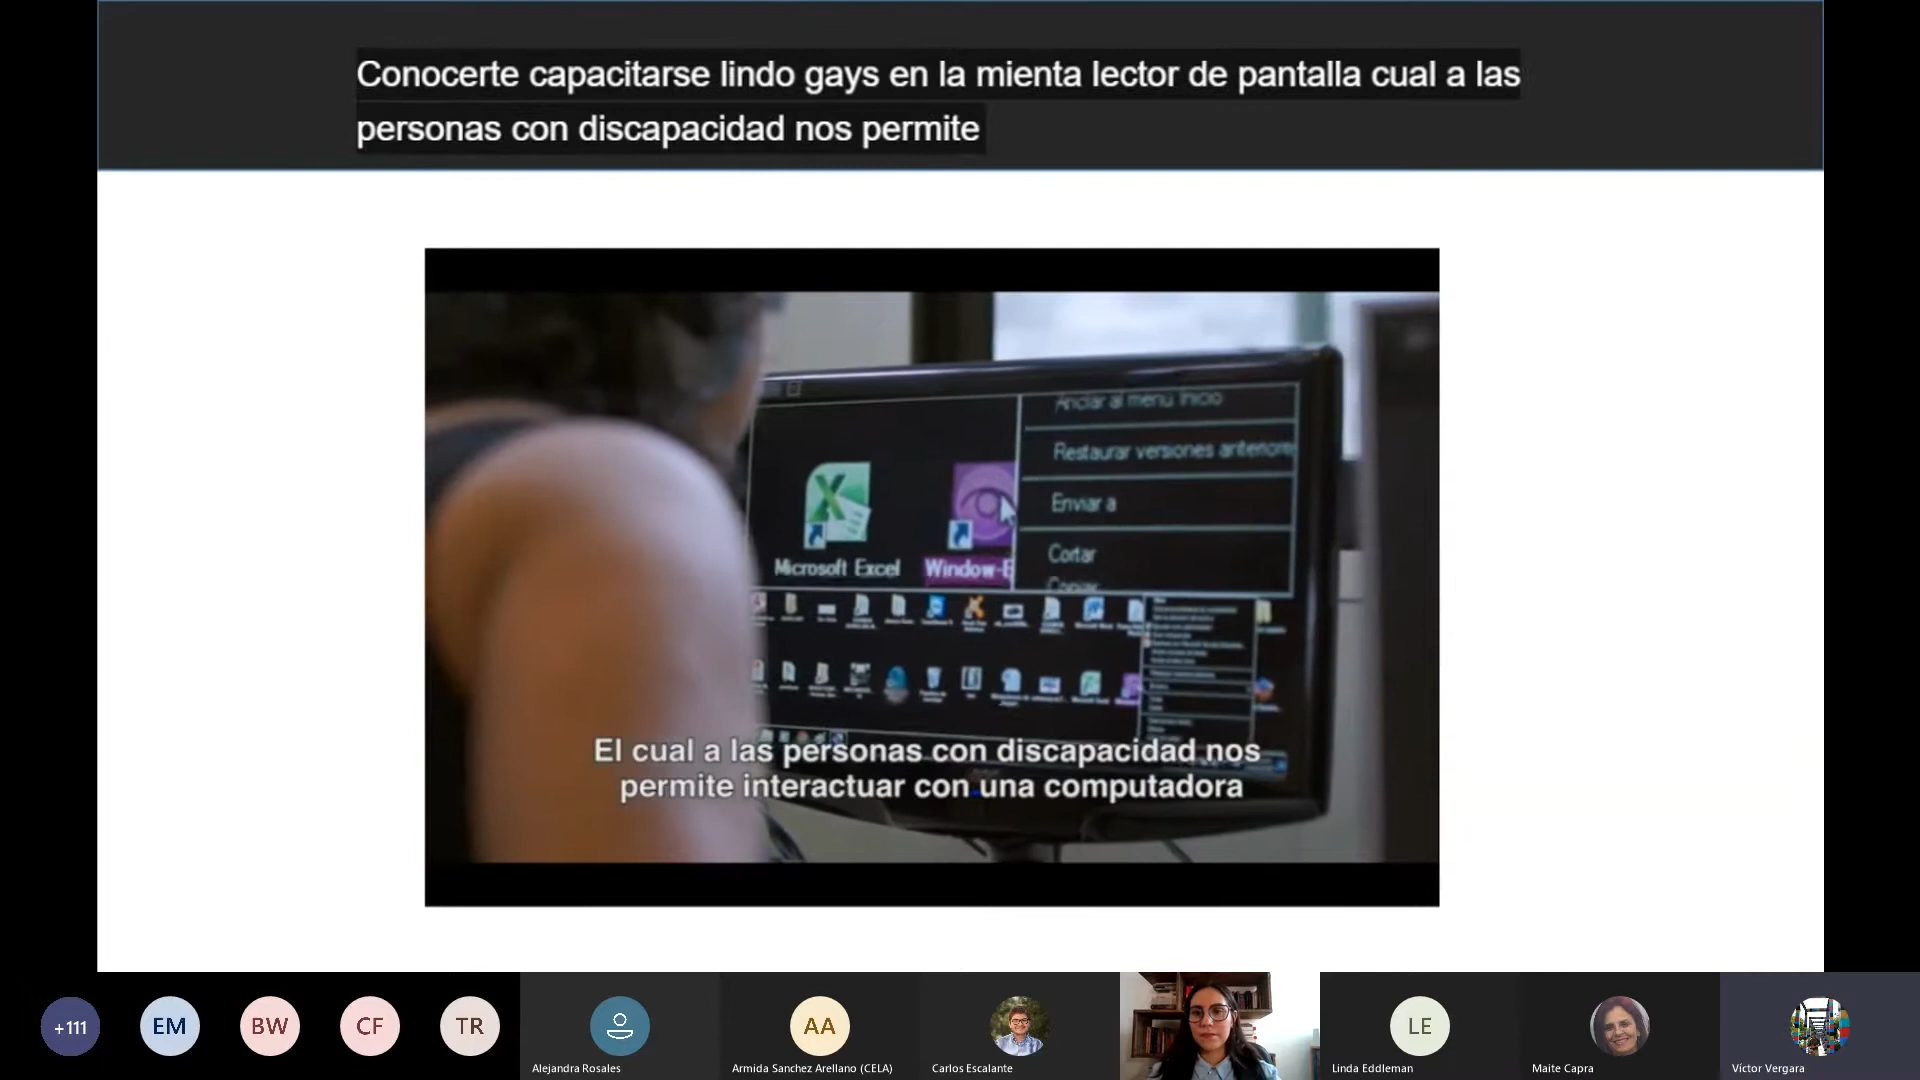 Conocerte capacitarse lindo gays en la mienta lector de pantalla cual a las
personas con discapacidad nos permite
Anclar al menú Inicio
Restaurar versiones anteriores
Enviar a
Cortar
Copiar
Microsoft Excel
Window-E
El cual a las personas con discapacidad nos
permite interactuar con una computadora
+111
EM
BW
CF
TR
AA
LE
Alejandra Rosales
Armida Sanchez Arellano (CELA)
Carlos Escalante
Linda Eddleman
Maite Capra
Víctor Vergara